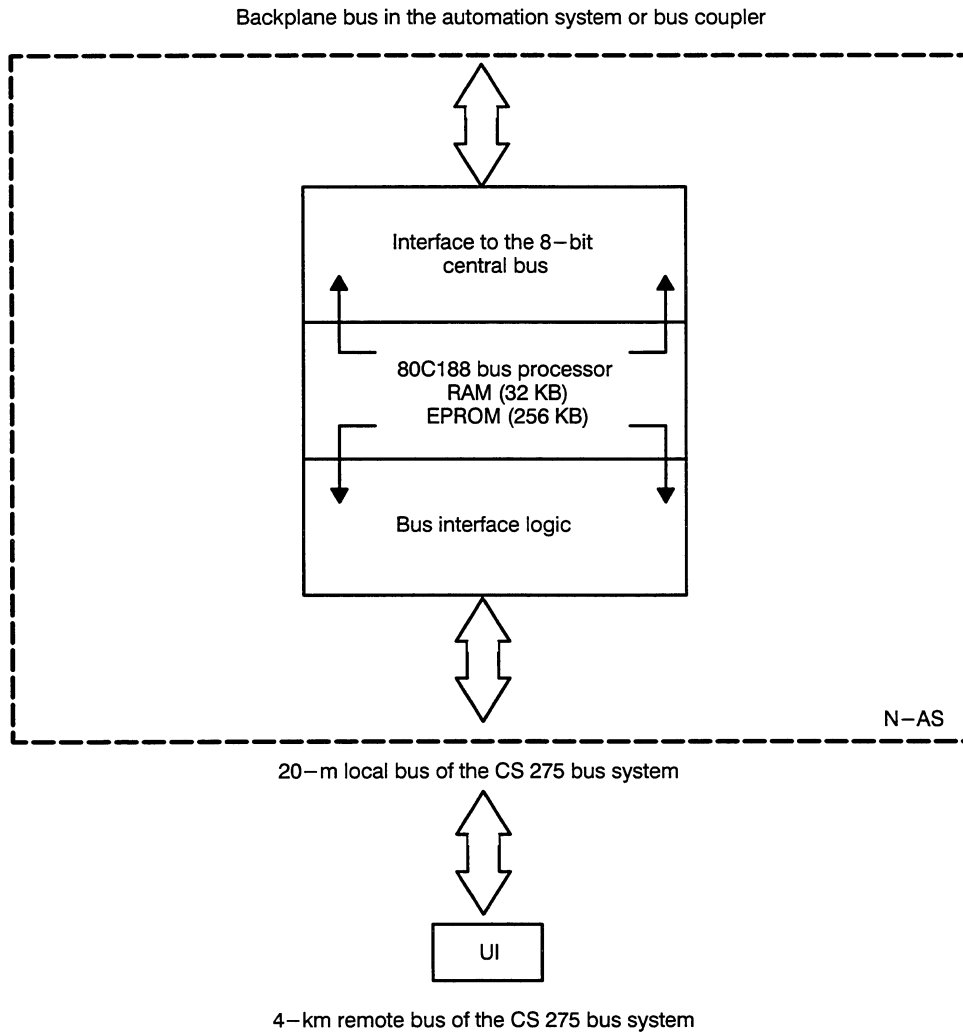 Backplane bus in the automation system or bus coupler
Interface to the 8−bit
central bus
80C188 bus processor
RAM (32 KB)
EPROM (256 KB)
Bus interface logic
N−AS
20−m local bus of the CS 275 bus system
UI
4−km remote bus of the CS 275 bus system